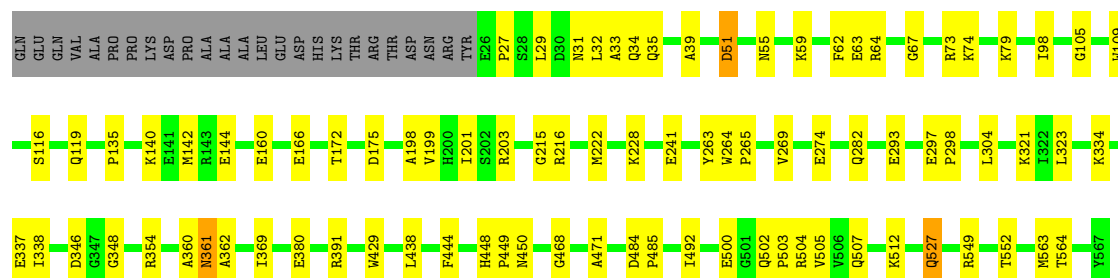 GLN GLU GLN VAL ALA PRO PRO LYS ASP PRO ALA ALA ALA LEU GLU ASP HIS LYS THR ARG THR ASP ASN ARG TYR E26 P27 S28 L29 D30 N31 L32 A33 Q34 Q35 A39 D51 N55 K59 F62 E63 R64 G67 R73 K74 K79 I98 G105 W109
S116 Q119 P135 K140 E141 M142 R143 E144 E160 E166 T172 D175 A198 V199 H200 I201 S202 R203 G215 R216 M222 K228 E241 Y263 W264 P265 V269 E274 Q282 E293 E297 P298 L304 K321 I322 L323 K334
E337 I338 D346 G347 G348 R354 A360 N361 A362 I369 E380 R391 W429 L438 F444 H448 P449 N450 G468 A471 D484 P485 I492 E500 G501 Q502 P503 R504 V505 V506 Q507 K512 Q527 R549 T552 M563 T564 Y567